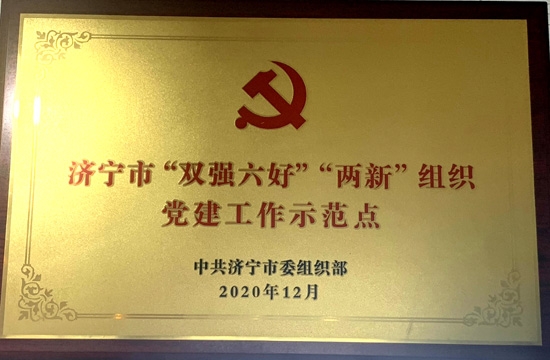 济宁市“双强六好”“两新”组织
党建工作示范点
中共济宁市委组织部
2020年12月